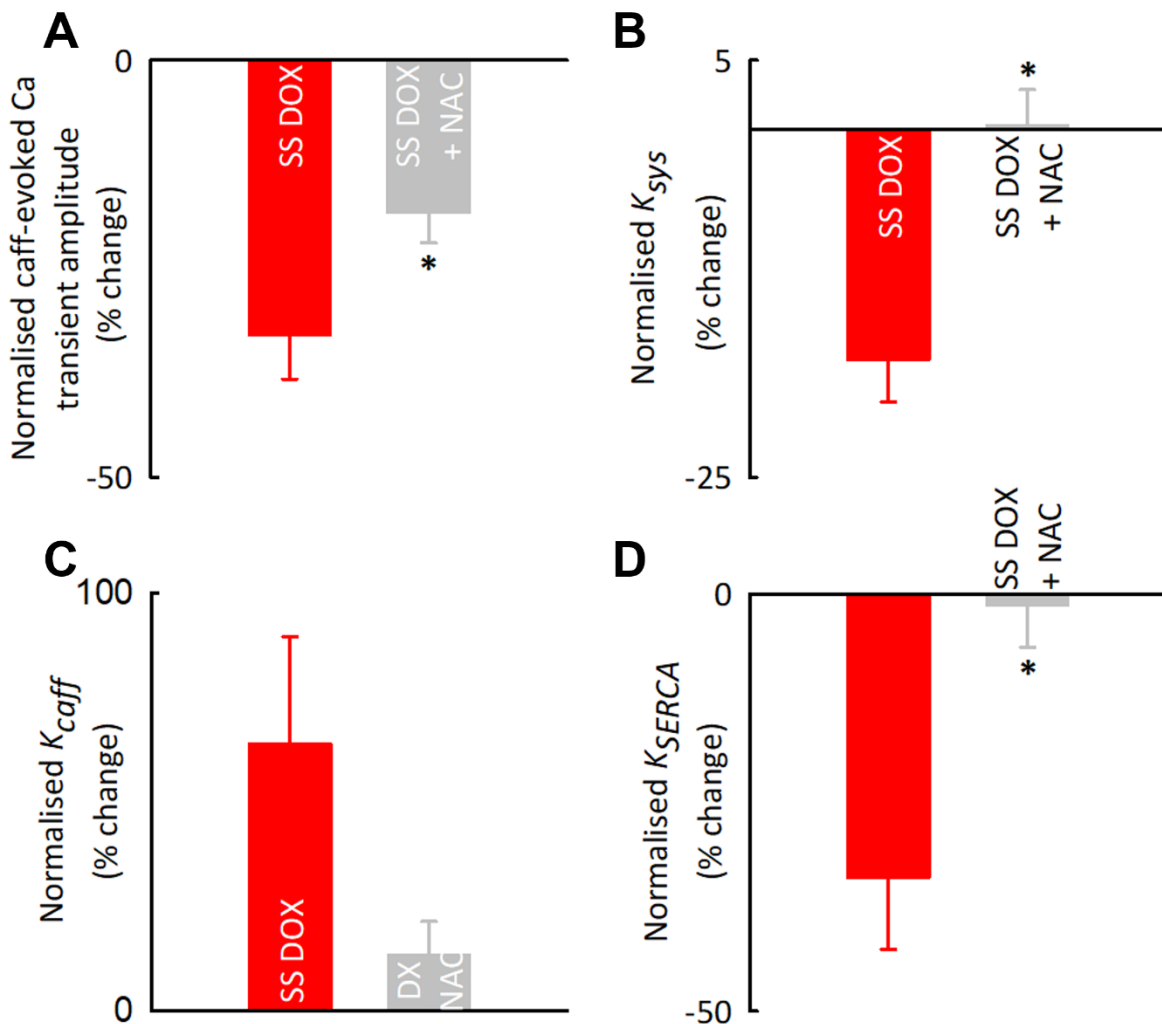 A
0
Normalised caff-evoked Ca
transient amplitude
(% change)
-50
SS DOX
SS DOX
+ NAC
*
B
5
Normalised Ksys
(% change)
-25
SS DOX
SS DOX
+ NAC
*
C
100
Normalised Kcaff
(% change)
0
SS DOX
DX
NAC
D
0
Normalised KSERCA
(% change)
-50
SS DOX
+ NAC
*